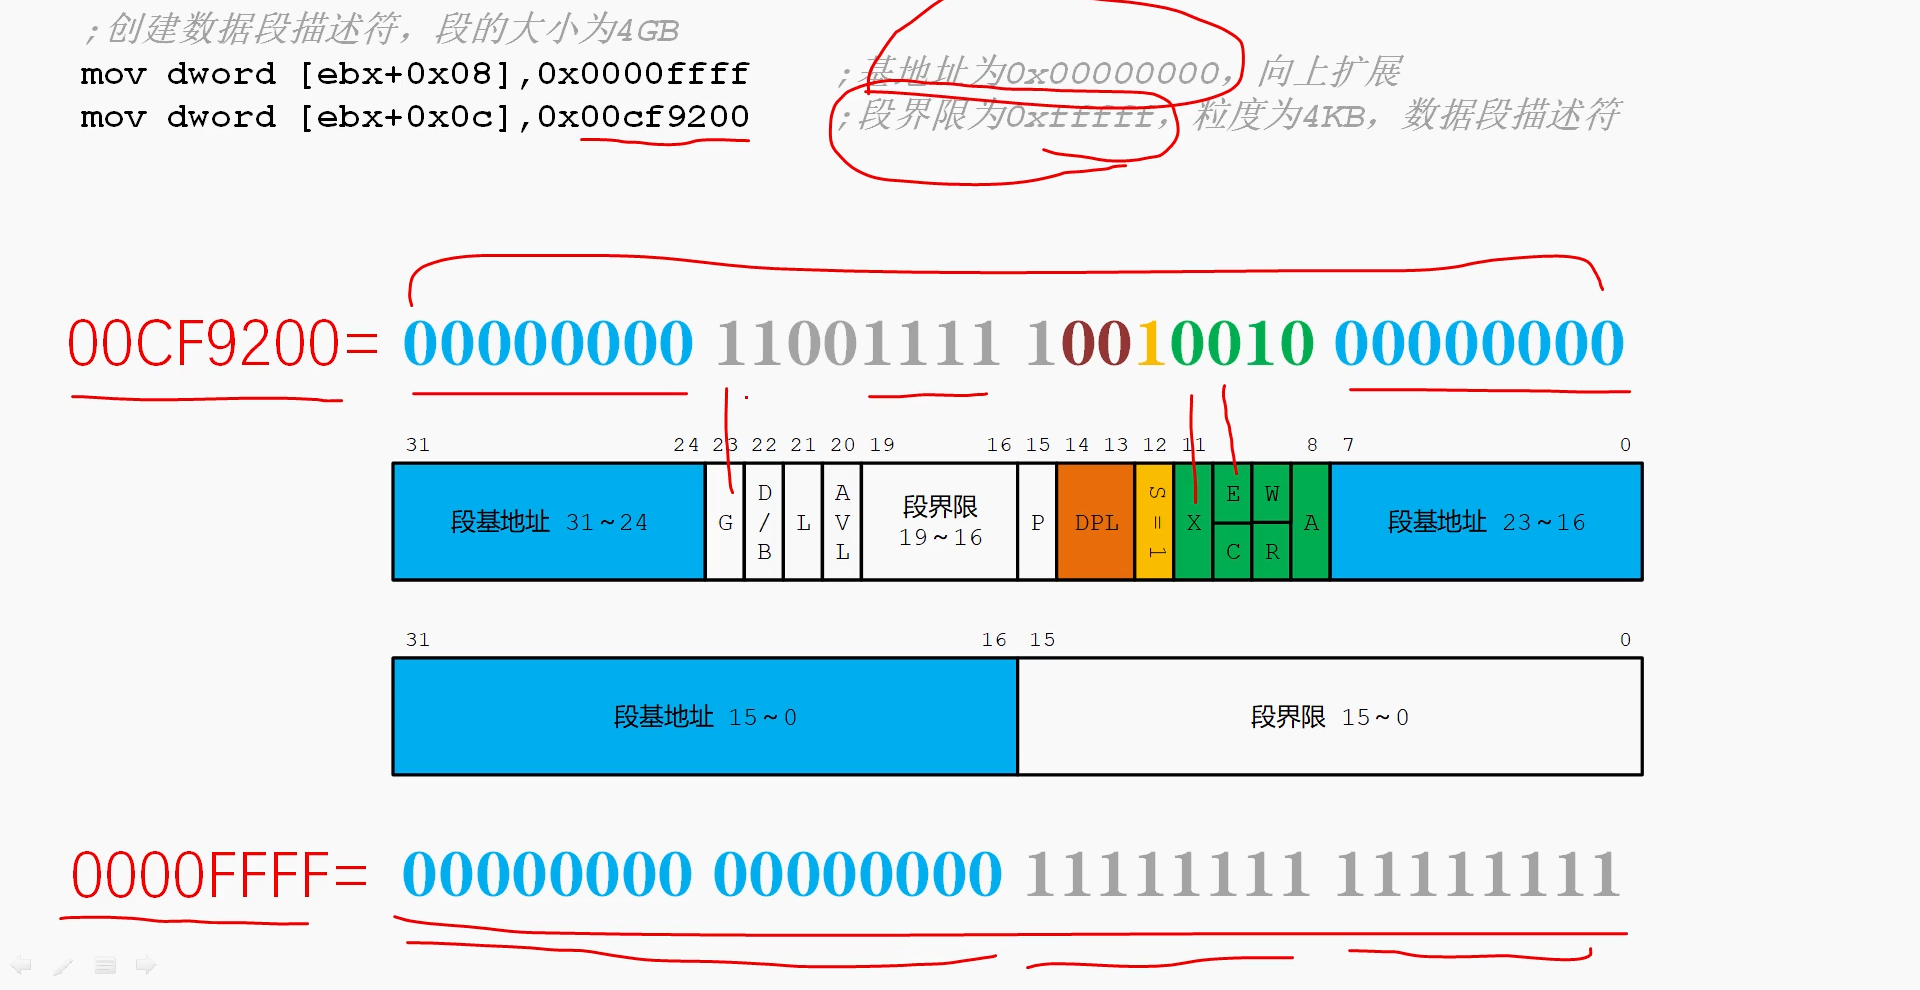 ;创建数据段描述符，段的大小为4GB
mov dword [ebx+0x08],0x0000ffff ;基地址为0x00000000，向上扩展
mov dword [ebx+0x0c],0x00cf9200 ;段界限为0xfffff，粒度为4KB，数据段描述符
00CF9200= 00000000 11001111 10010010 00000000
31 24 23 22 21 20 19 16 15 14 13 12 11 8 7 0
段基地址 31~24 G D/B L AVL 段界限 19~16 P DPL S=1 X E C W R A 段基地址 23~16
31 16 15 0
段基地址 15~0 段界限 15~0
0000FFFF= 00000000 00000000 11111111 11111111